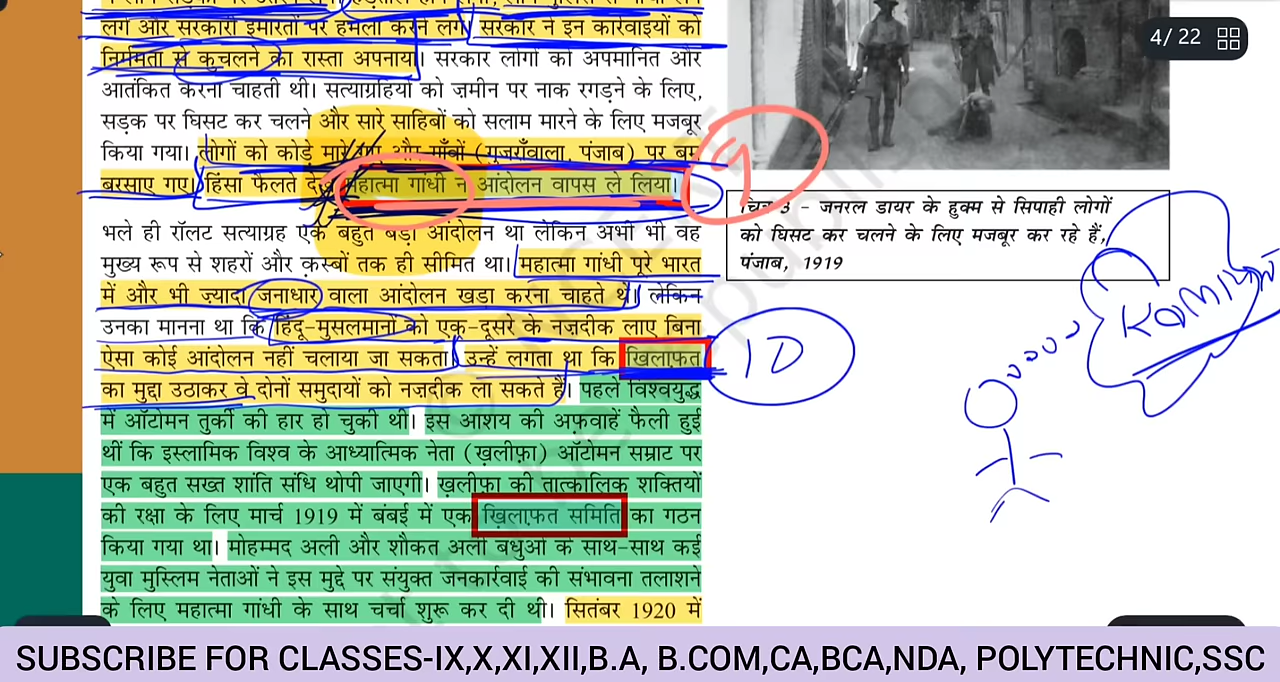 लगे और सरकारी इमारतों पर हमला करने लगे। सरकार ने इन कार्रवाइयों को
निर्ममता से कुचलने का रास्ता अपनाया। सरकार लोगों को अपमानित और
आतंकित करना चाहती थी। सत्याग्रहियों को ज़मीन पर नाक रगड़ने के लिए,
सड़क पर घिसट कर चलने और सारे साहिबों को सलाम मारने के लिए मजबूर
किया गया। लोगों को कोड़े मारे गए और गाँवों (गुजराँवाला, पंजाब) पर बम
बरसाए गए। हिंसा फैलते देख महात्मा गांधी ने आंदोलन वापस ले लिया।
भले ही रॉलट सत्याग्रह एक बहुत बड़ा आंदोलन था लेकिन अभी भी वह
मुख्य रूप से शहरों और क़स्बों तक ही सीमित था। महात्मा गांधी पूरे भारत
में और भी ज़्यादा जनाधार वाला आंदोलन खड़ा करना चाहते थे। लेकिन
उनका मानना था कि हिंदू-मुसलमानों को एक-दूसरे के नज़दीक लाए बिना
ऐसा कोई आंदोलन नहीं चलाया जा सकता। उन्हें लगता था कि ख़िलाफ़त
का मुद्दा उठाकर वे दोनों समुदायों को नज़दीक ला सकते हैं। पहले विश्वयुद्ध
में ऑटोमन तुर्की की हार हो चुकी थी। इस आशय की अफ़वाहें फैली हुई
थीं कि इस्लामिक विश्व के आध्यात्मिक नेता (ख़लीफ़ा) ऑटोमन सम्राट पर
एक बहुत सख्त शांति संधि थोपी जाएगी। ख़लीफ़ा की तात्कालिक शक्तियों
की रक्षा के लिए मार्च 1919 में बंबई में एक ख़िलाफ़त समिति का गठन
किया गया था। मोहम्मद अली और शौकत अली बंधुओं के साथ-साथ कई
युवा मुस्लिम नेताओं ने इस मुद्दे पर संयुक्त जनकार्रवाई की संभावना तलाशने
के लिए महात्मा गांधी के साथ चर्चा शुरू कर दी थी। सितंबर 1920 में
4/22
चित्र 3 - जनरल डायर के हुक्म से सिपाही लोगों
को घिसट कर चलने के लिए मजबूर कर रहे हैं,
पंजाब, 1919
9
10
SUBSCRIBE FOR CLASSES-IX,X,XI,XII,B.A, B.COM,CA,BCA,NDA, POLYTECHNIC,SSC